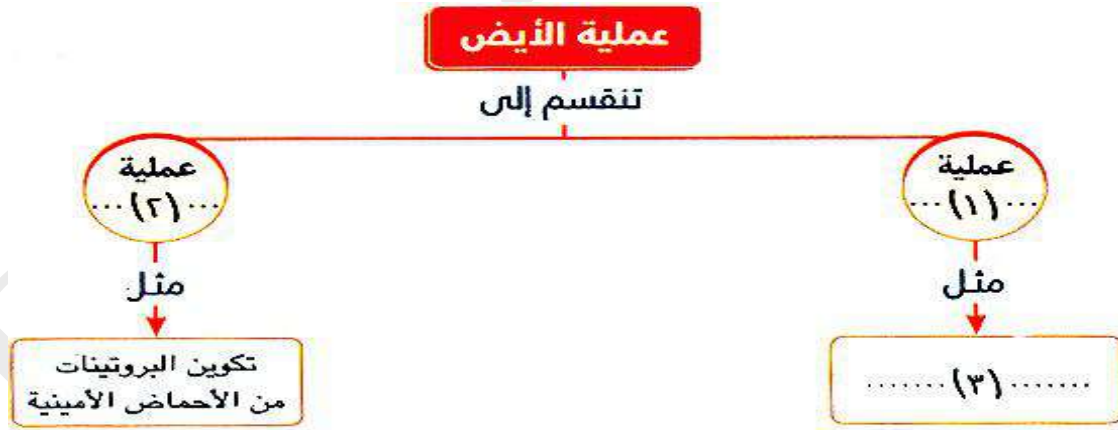 عملية الأيض
تنقسم إلى
عملية
...(١)...
عملية
...(٢)...
مثل
مثل
.......(٣).......
تكوين البروتينات
من الأحماض الأمينية